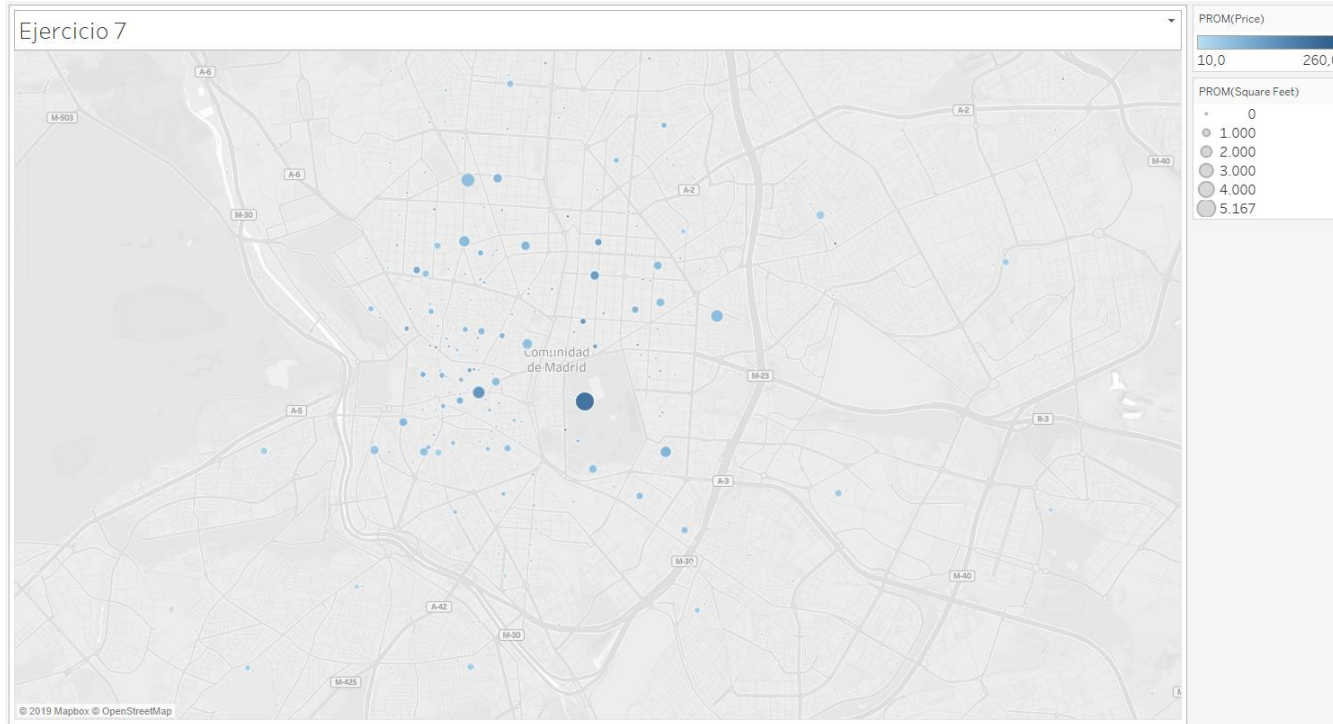 Ejercicio 7
PROM(Price)
10,0 260,0
PROM(Square Feet)
0
1.000
2.000
3.000
4.000
5.167
A-6
M-503
A-2
M-40
A-6
A-2
M-30
Comunidad
de Madrid
M-23
A-5
R-3
A-3
M-30
M-40
A-42
M-30
M-425
© 2019 Mapbox © OpenStreetMap